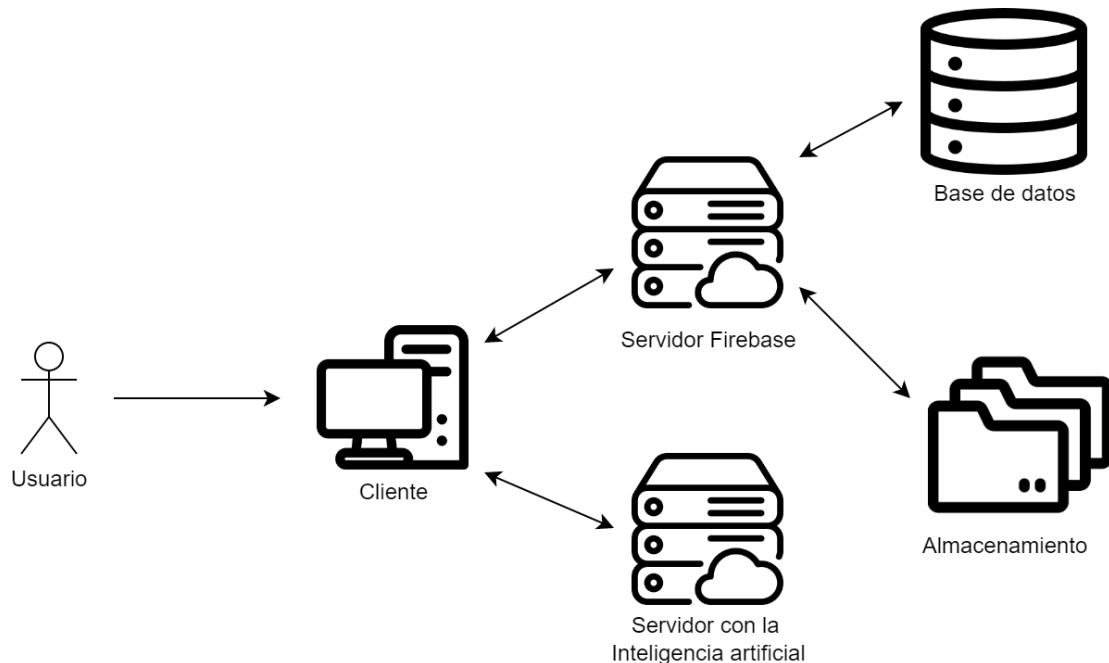 Base de datos
Servidor Firebase
Usuario
Cliente
Almacenamiento
Servidor con la
Inteligencia artificial